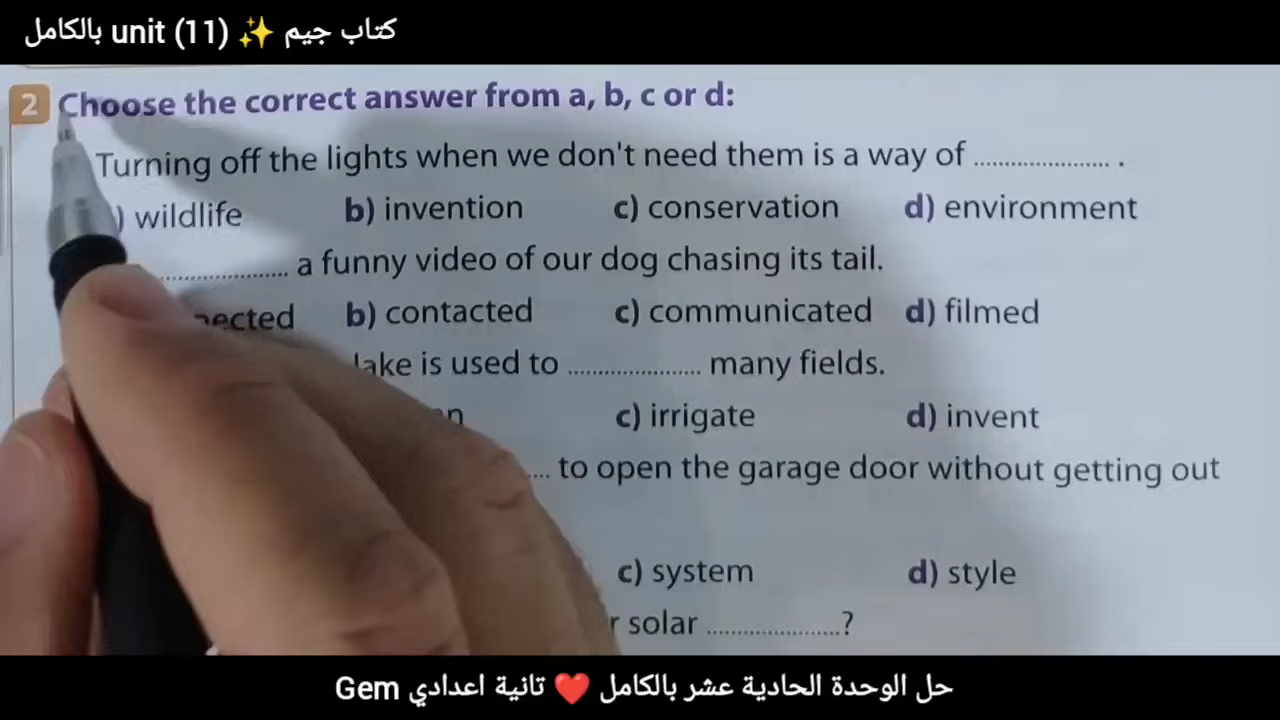 كتاب جيم ✨ unit (11) بالكامل
2 Choose the correct answer from a, b, c or d:
Turning off the lights when we don't need them is a way of .................... .
) wildlife b) invention c) conservation d) environment
.................... a funny video of our dog chasing its tail.
b) contacted c) communicated d) filmed
lake is used to .................... many fields.
c) irrigate d) invent
.... to open the garage door without getting out
c) system d) style
solar ....................?
حل الوحدة الحادية عشر بالكامل ❤️ تانية اعدادي Gem